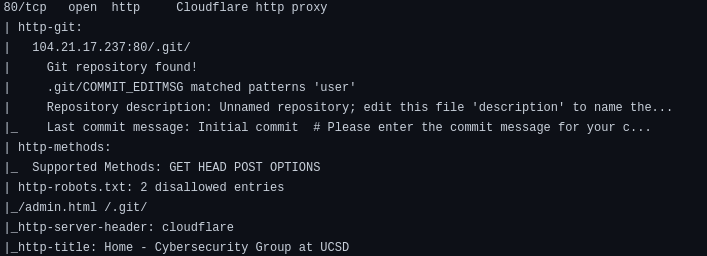 80/tcp   open  http     Cloudflare http proxy
| http-git:
|   104.21.17.237:80/.git/
|     Git repository found!
|     .git/COMMIT_EDITMSG matched patterns 'user'
|     Repository description: Unnamed repository; edit this file 'description' to name the...
|_    Last commit message: Initial commit  # Please enter the commit message for your c...
| http-methods:
|_  Supported Methods: GET HEAD POST OPTIONS
| http-robots.txt: 2 disallowed entries
|_/admin.html /.git/
|_http-server-header: cloudflare
|_http-title: Home - Cybersecurity Group at UCSD